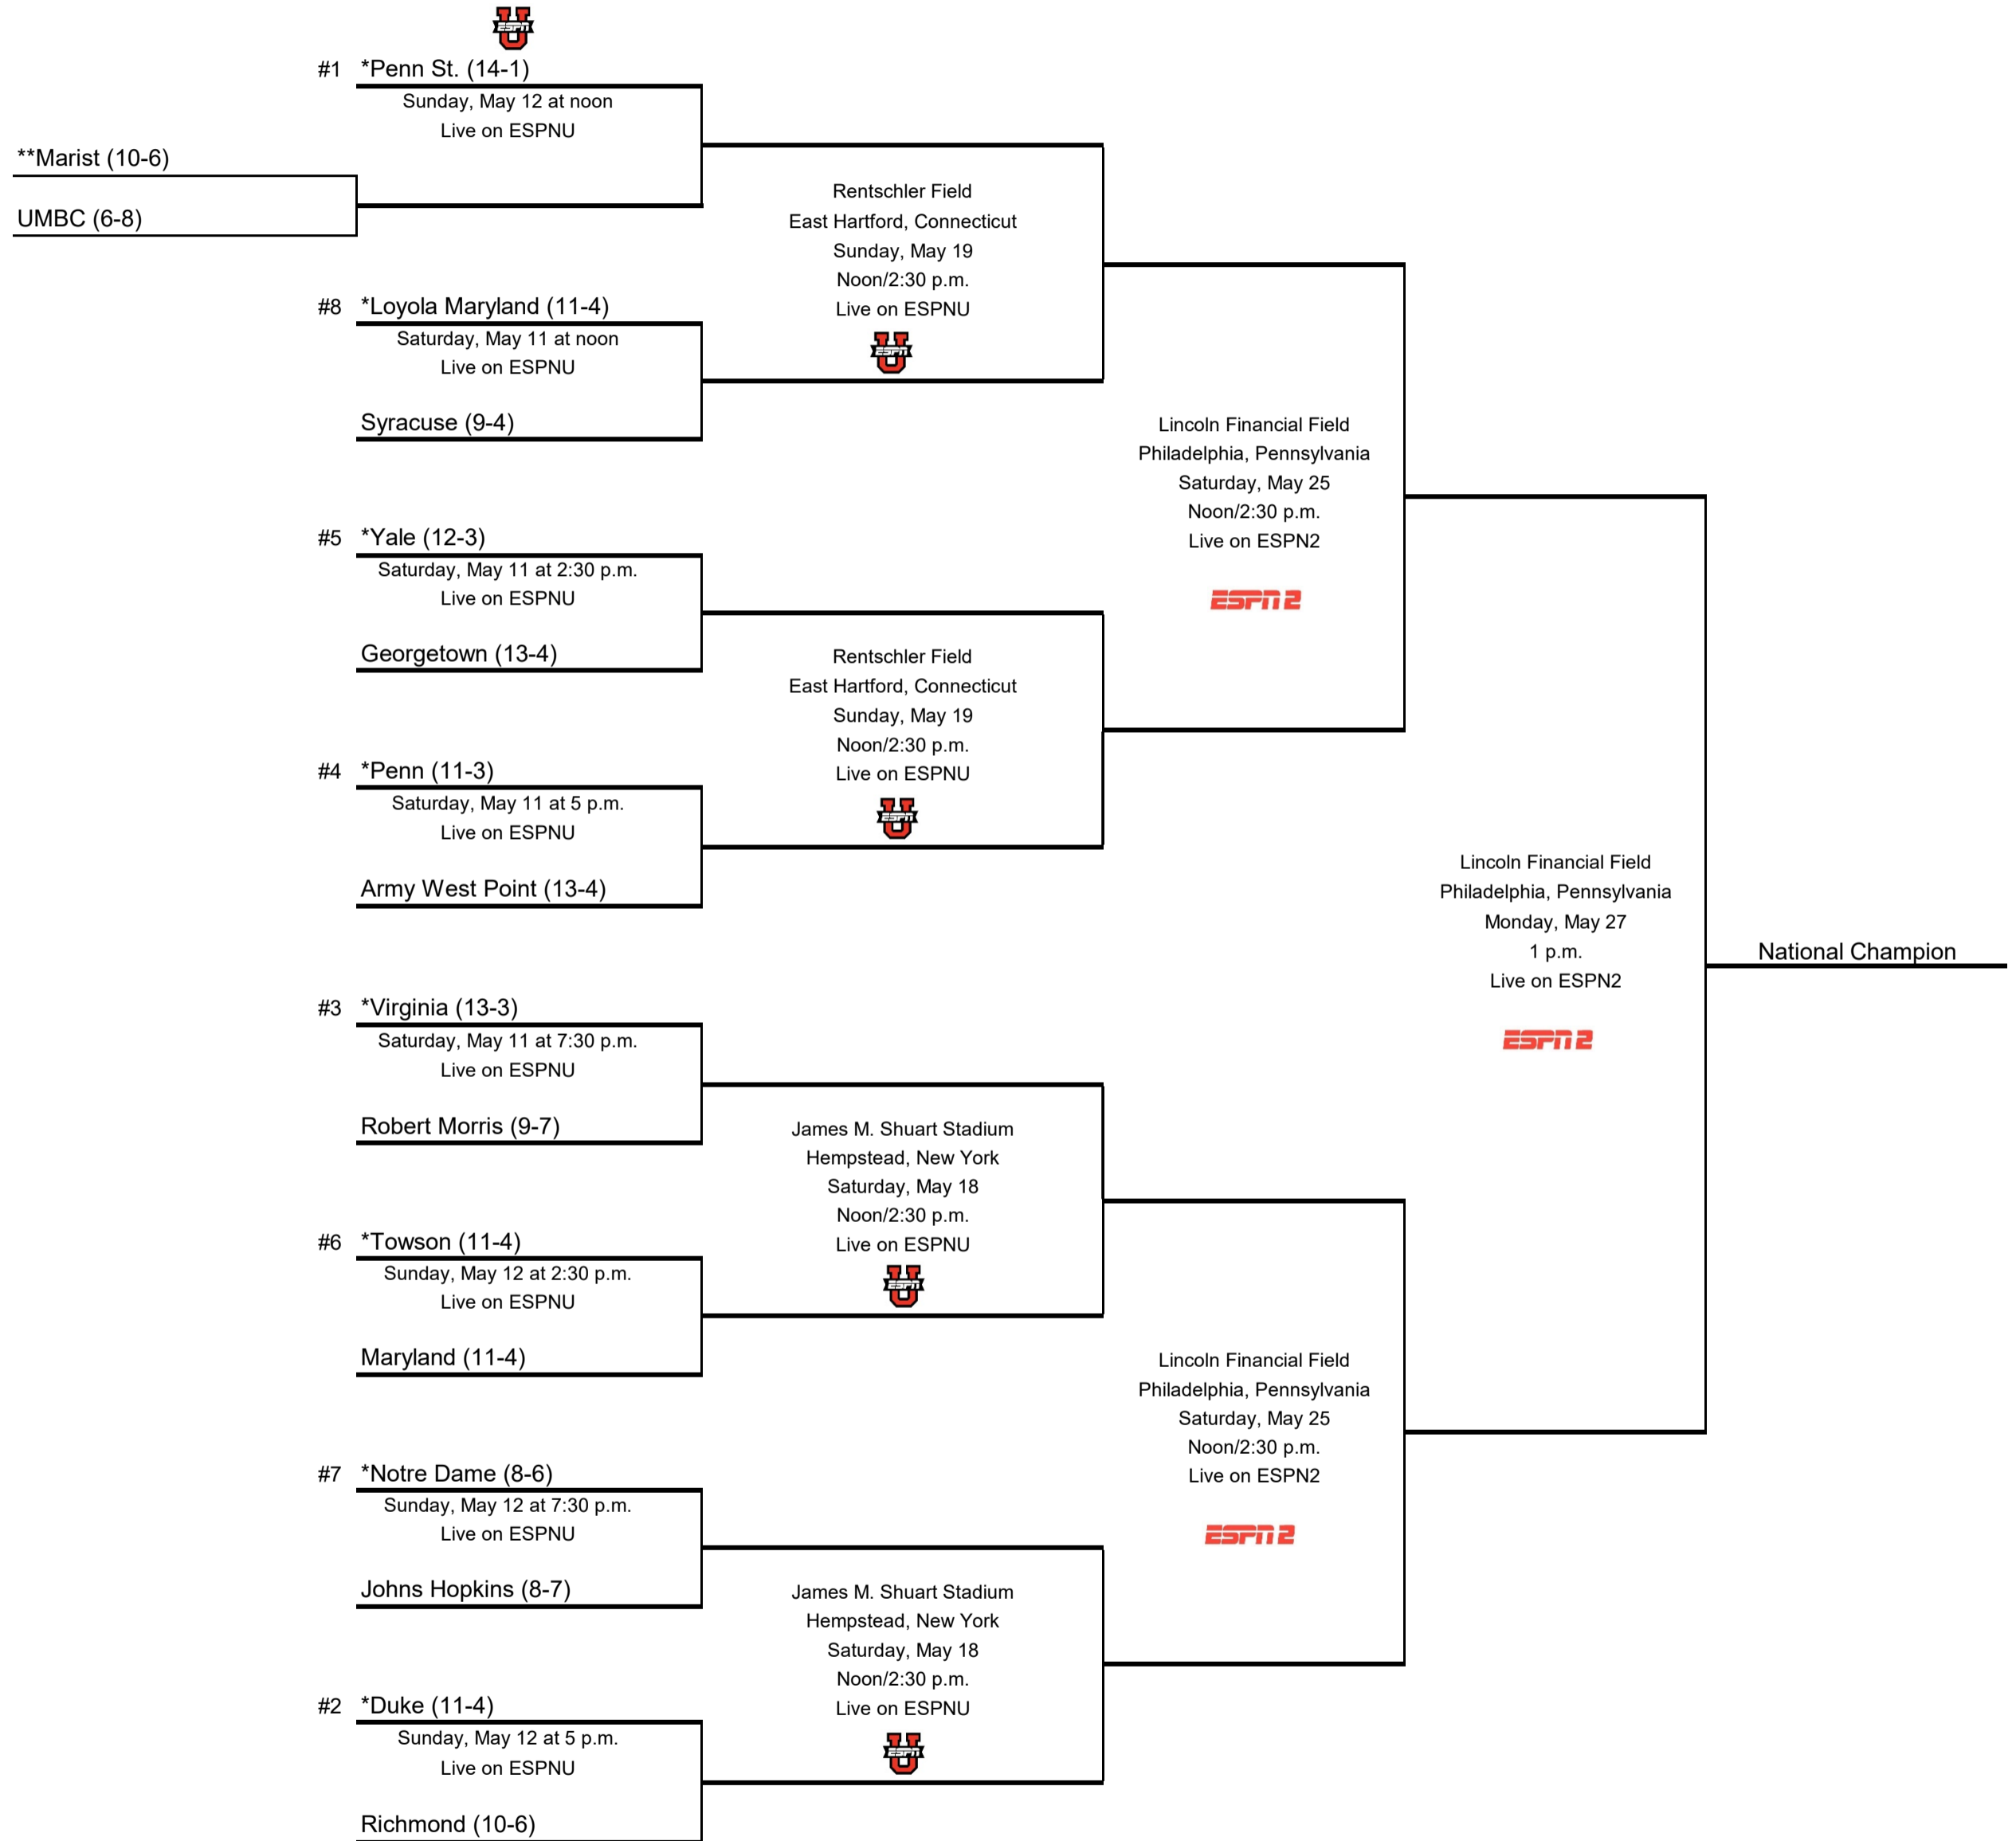 U
ESPN
#1 *Penn St. (14-1)
Sunday, May 12 at noon
Live on ESPNU
**Marist (10-6)
UMBC (6-8)
#8 *Loyola Maryland (11-4)
Saturday, May 11 at noon
Live on ESPNU
Syracuse (9-4)
#5 *Yale (12-3)
Saturday, May 11 at 2:30 p.m.
Live on ESPNU
Georgetown (13-4)
#4 *Penn (11-3)
Saturday, May 11 at 5 p.m.
Live on ESPNU
Army West Point (13-4)
#3 *Virginia (13-3)
Saturday, May 11 at 7:30 p.m.
Live on ESPNU
Robert Morris (9-7)
#6 *Towson (11-4)
Sunday, May 12 at 2:30 p.m.
Live on ESPNU
Maryland (11-4)
#7 *Notre Dame (8-6)
Sunday, May 12 at 7:30 p.m.
Live on ESPNU
Johns Hopkins (8-7)
#2 *Duke (11-4)
Sunday, May 12 at 5 p.m.
Live on ESPNU
Richmond (10-6)
Rentschler Field
East Hartford, Connecticut
Sunday, May 19
Noon/2:30 p.m.
Live on ESPNU
U
ESPN
Rentschler Field
East Hartford, Connecticut
Sunday, May 19
Noon/2:30 p.m.
Live on ESPNU
U
ESPN
James M. Shuart Stadium
Hempstead, New York
Saturday, May 18
Noon/2:30 p.m.
Live on ESPNU
U
ESPN
James M. Shuart Stadium
Hempstead, New York
Saturday, May 18
Noon/2:30 p.m.
Live on ESPNU
U
ESPN
Lincoln Financial Field
Philadelphia, Pennsylvania
Saturday, May 25
Noon/2:30 p.m.
Live on ESPN2
ESPN 2
Lincoln Financial Field
Philadelphia, Pennsylvania
Saturday, May 25
Noon/2:30 p.m.
Live on ESPN2
ESPN 2
Lincoln Financial Field
Philadelphia, Pennsylvania
Monday, May 27
1 p.m.
Live on ESPN2
ESPN 2
National Champion